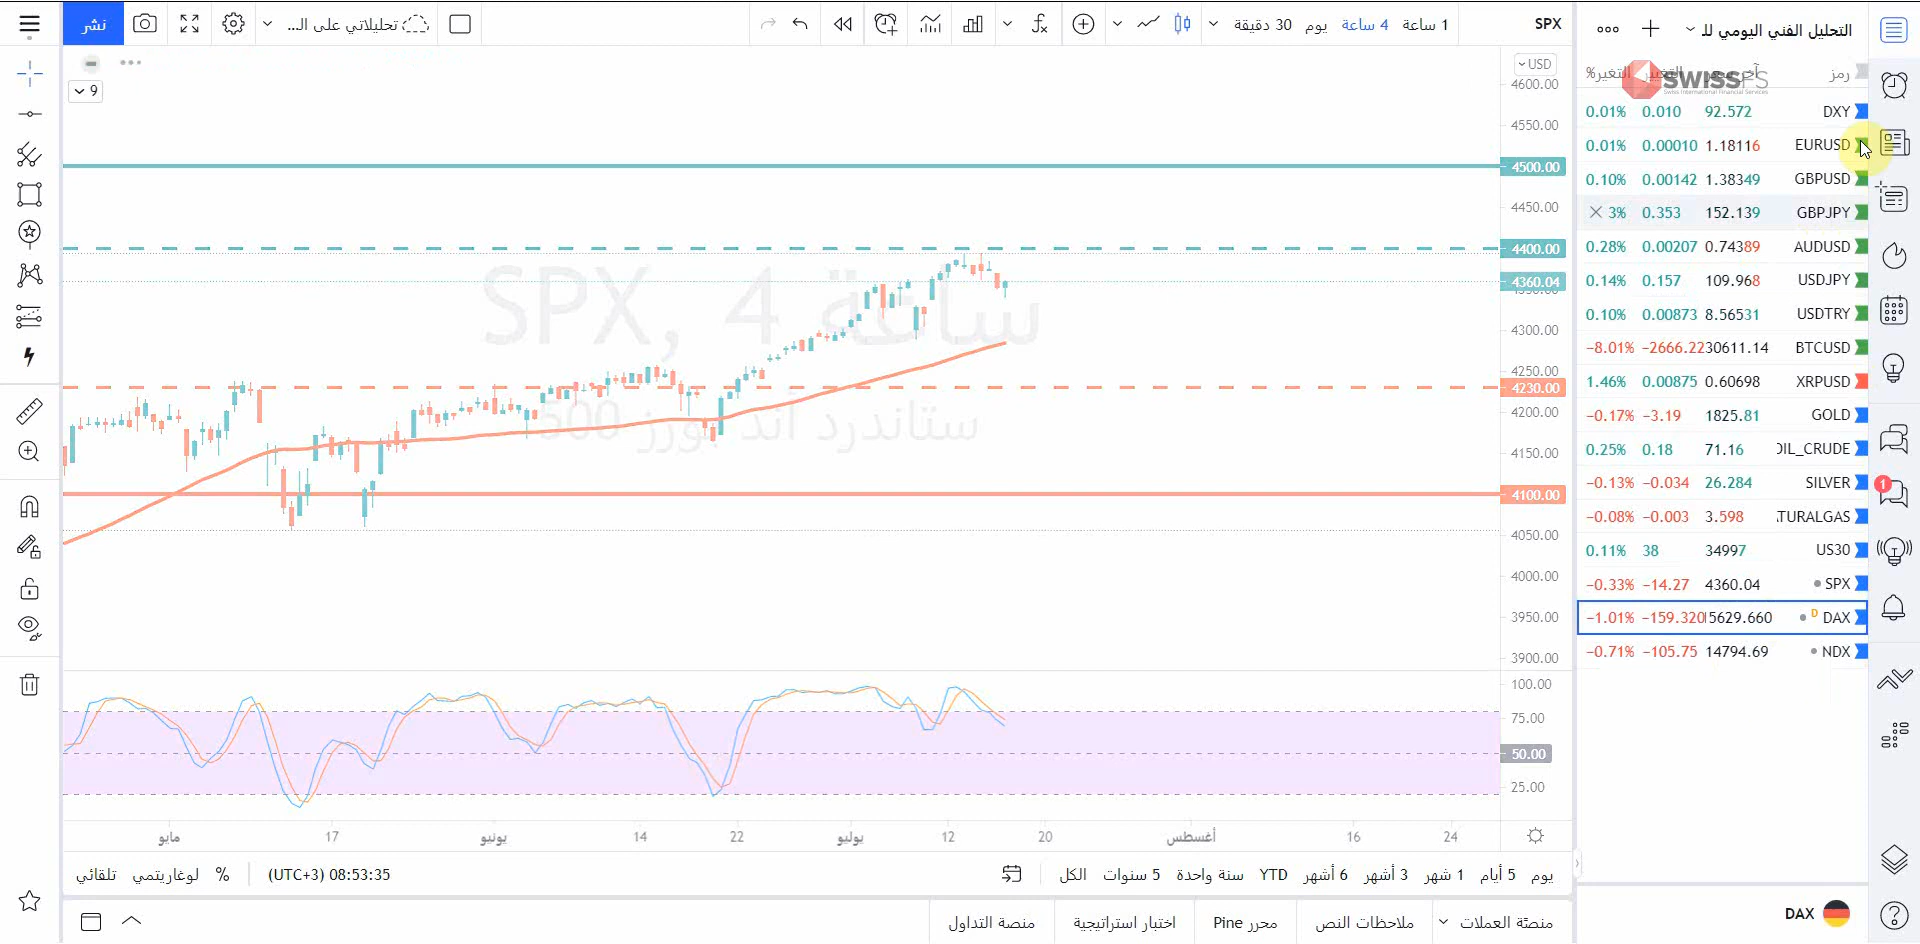 نشر
تحليلاتي على الـ...
30 دقيقة
يوم
4 ساعة
1 ساعة
SPX
التحليل الفني اليومي للـ
9
USD
SPX, 4 ساعة
ستاندرد آند بورز 500
4600.00
4550.00
4500.00
4450.00
4400.00
4360.04
4300.00
4250.00
4230.00
4200.00
4150.00
4100.00
4050.00
4000.00
3950.00
3900.00
100.00
75.00
50.00
25.00
مايو
17
يونيو
14
22
يوليو
12
20
أغسطس
16
24
رمز
التغير%
SWISSFS
Swiss International Financial Services
DXY 92.572 0.010 0.01%
EURUSD 1.18116 0.00010 0.01%
GBPUSD 1.38349 0.00142 0.10%
GBPJPY 152.139 0.353 3%
AUDUSD 0.74389 0.00207 0.28%
USDJPY 109.968 0.157 0.14%
USDTRY 8.56531 0.00873 0.10%
BTCUSD 30611.14 −2666.22 −8.01%
XRPUSD 0.60698 0.00875 1.46%
GOLD 1825.81 −3.19 −0.17%
OIL_CRUDE 71.16 0.18 0.25%
SILVER 26.284 −0.034 −0.13%
TURALGAS 3.598 −0.003 −0.08%
US30 34997 38 0.11%
SPX 4360.04 −14.27 −0.33%
DAX D 5629.660 −159.320 −1.01%
NDX 14794.69 −105.75 −0.71%
1
تلقائي
لوغاريتمي
%
08:53:35 (UTC+3)
الكل
5 سنوات
سنة واحدة
YTD
6 أشهر
3 أشهر
1 شهر
5 أيام
يوم
منصة التداول
اختبار استراتيجية
محرر Pine
ملاحظات النص
منصة العملات
DAX